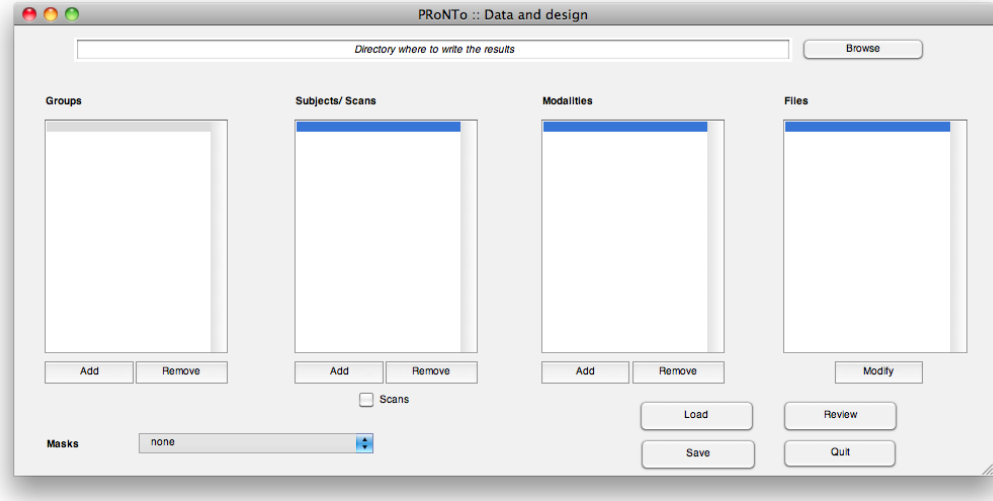 PRoNTo :: Data and design
Directory where to write the results
Browse
Groups
Subjects/ Scans
Modalities
Files
Add
Remove
Add
Remove
Add
Remove
Modify
Scans
Load
Review
Masks
none
Save
Quit